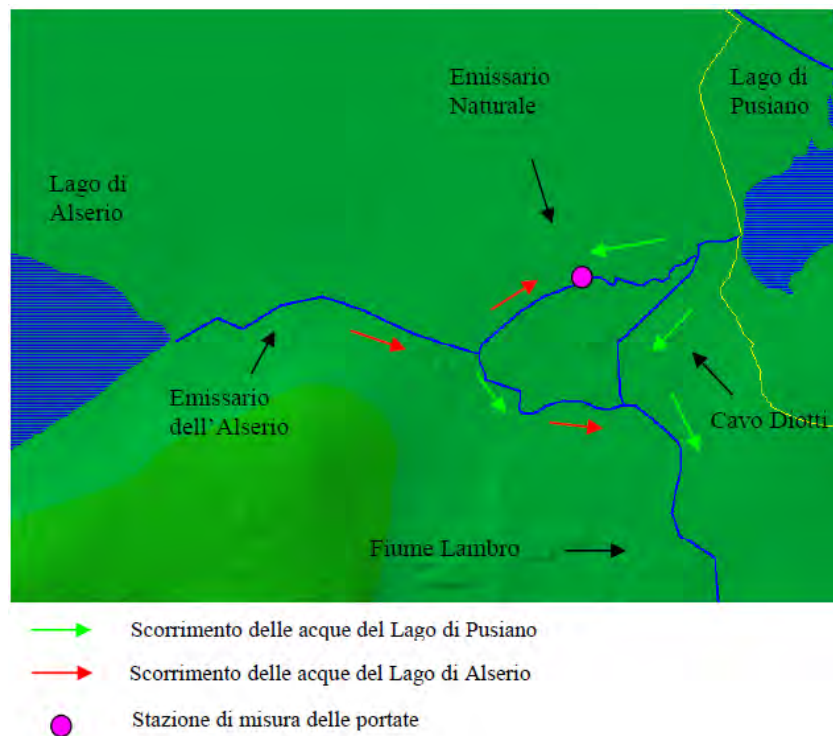 Emissario
Naturale
Lago di
Pusiano
Lago di
Alserio
Emissario
dell'Alserio
Cavo Diotti
Fiume Lambro
Scorrimento delle acque del Lago di Pusiano
Scorrimento delle acque del Lago di Alserio
Stazione di misura delle portate